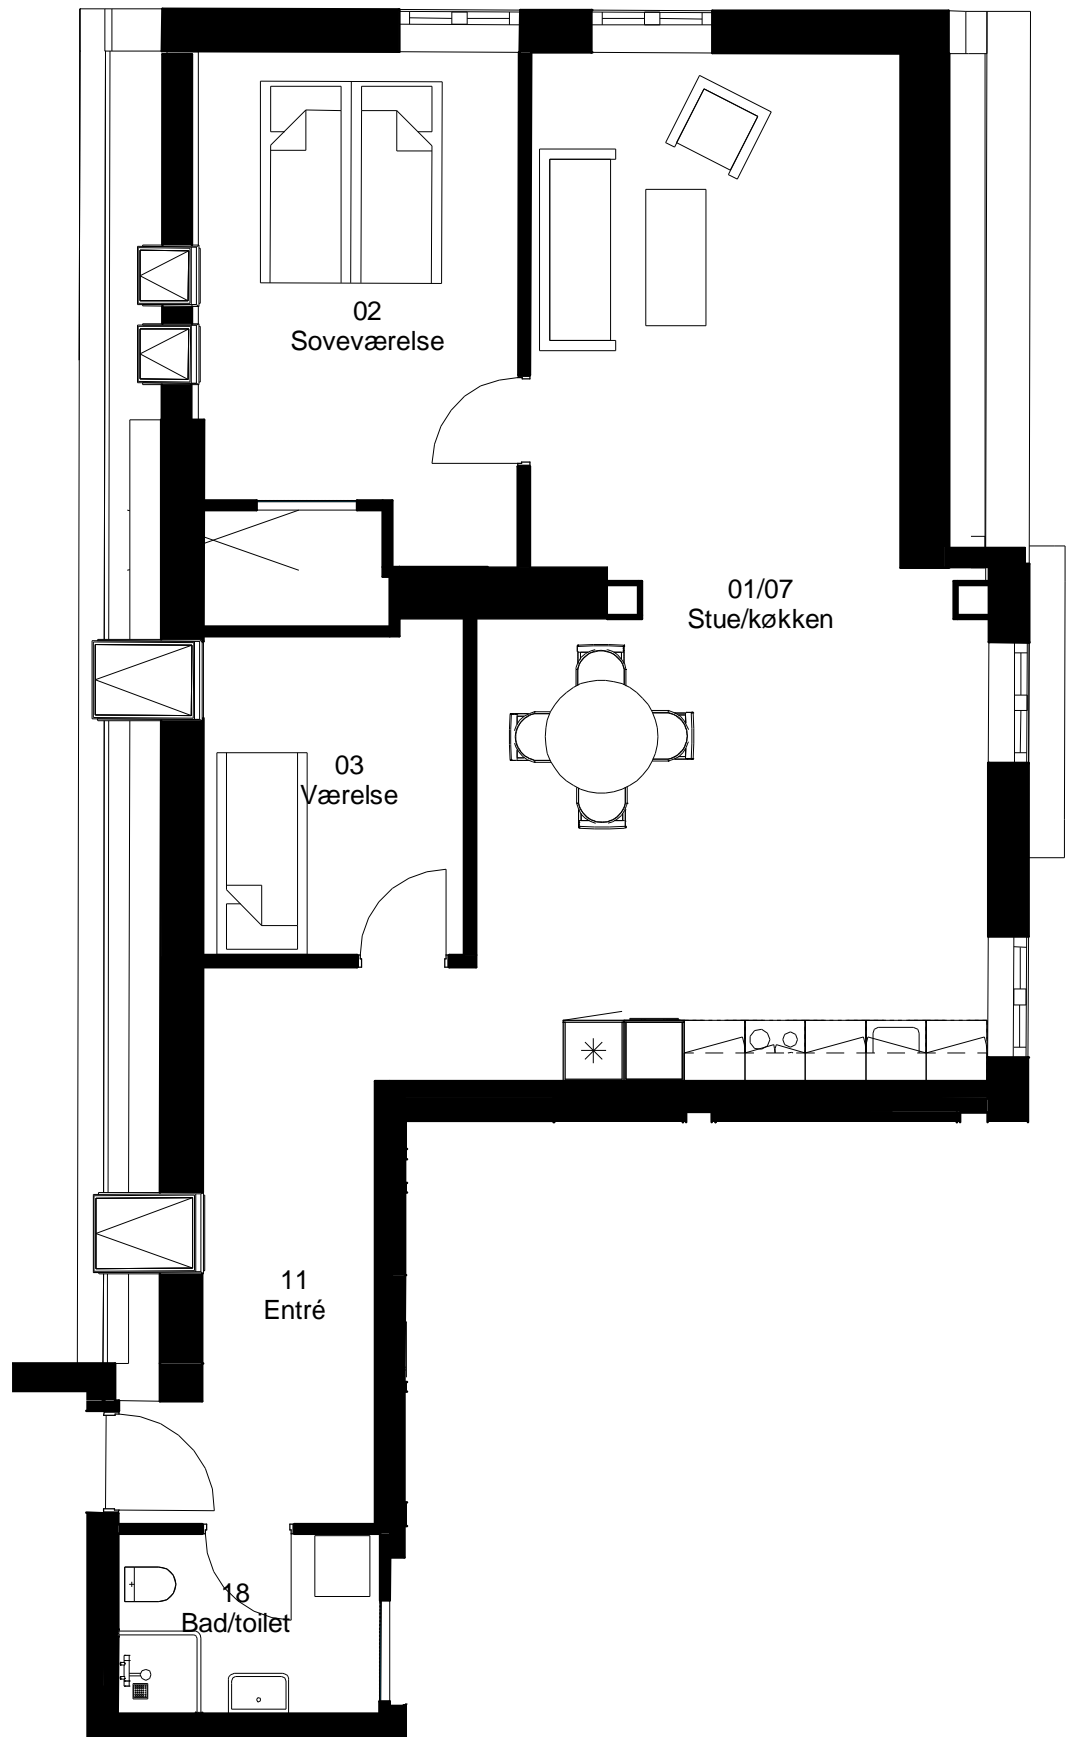 02
Soveværelse
01/07
Stue/køkken
03
Værelse
11
Entré
18
Bad/toilet